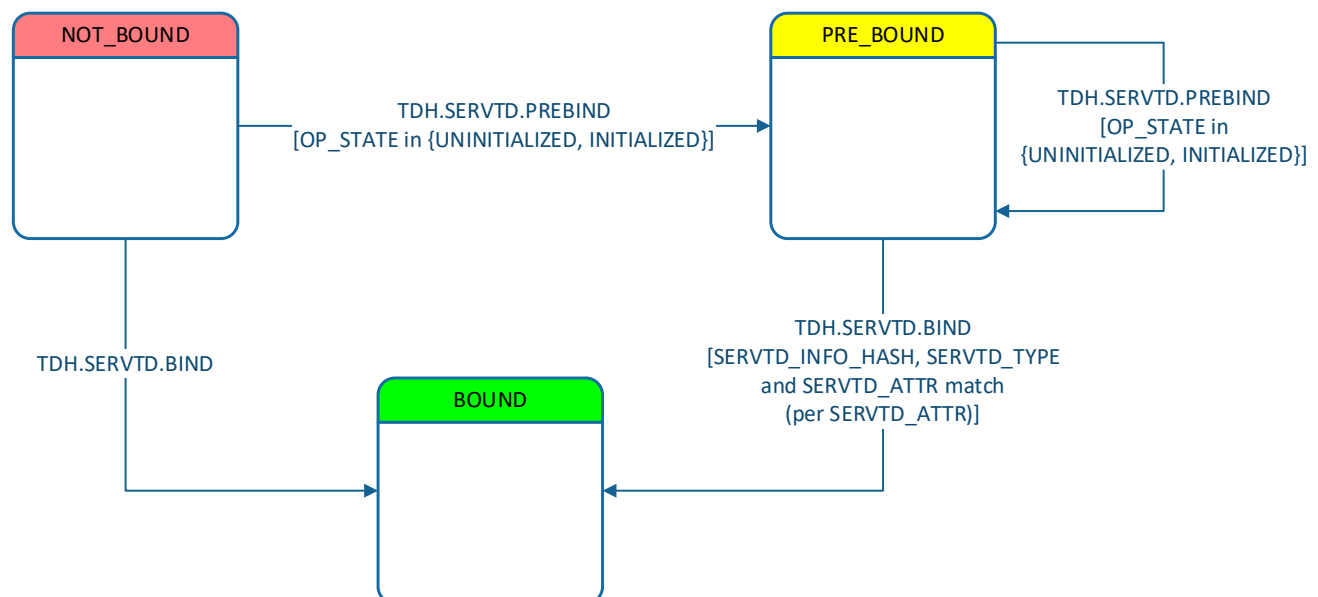 NOT_BOUND
PRE_BOUND
TDH.SERVTD.PREBIND
[OP_STATE in {UNINITIALIZED, INITIALIZED}]
TDH.SERVTD.PREBIND
[OP_STATE in
{UNINITIALIZED, INITIALIZED}]
TDH.SERVTD.BIND
TDH.SERVTD.BIND
[SERVTD_INFO_HASH, SERVTD_TYPE
and SERVTD_ATTR match
(per SERVTD_ATTR)]
BOUND